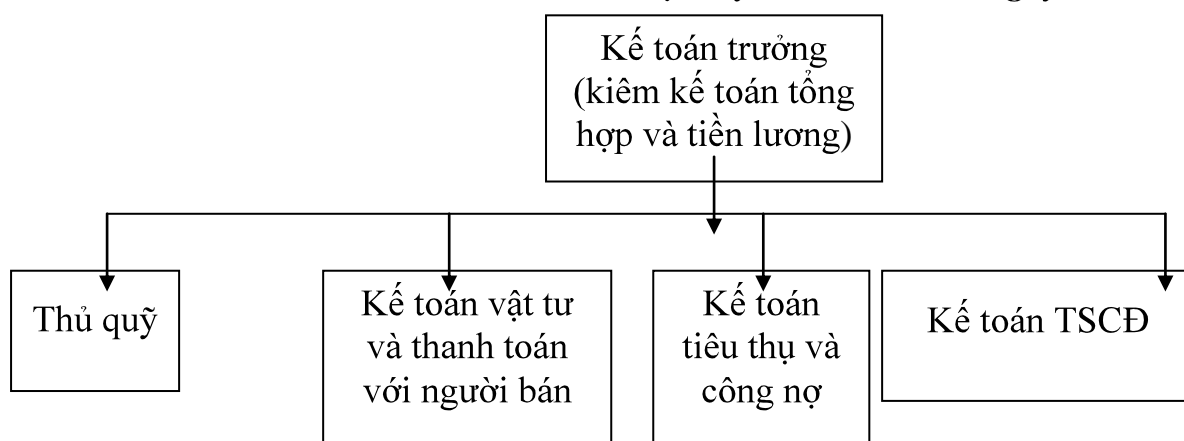 Kế toán trưởng
(kiêm kế toán tổng
hợp và tiền lương)
Thủ quỹ
Kế toán vật tư
và thanh toán
với người bán
Kế toán
tiêu thụ và
công nợ
Kế toán TSCĐ